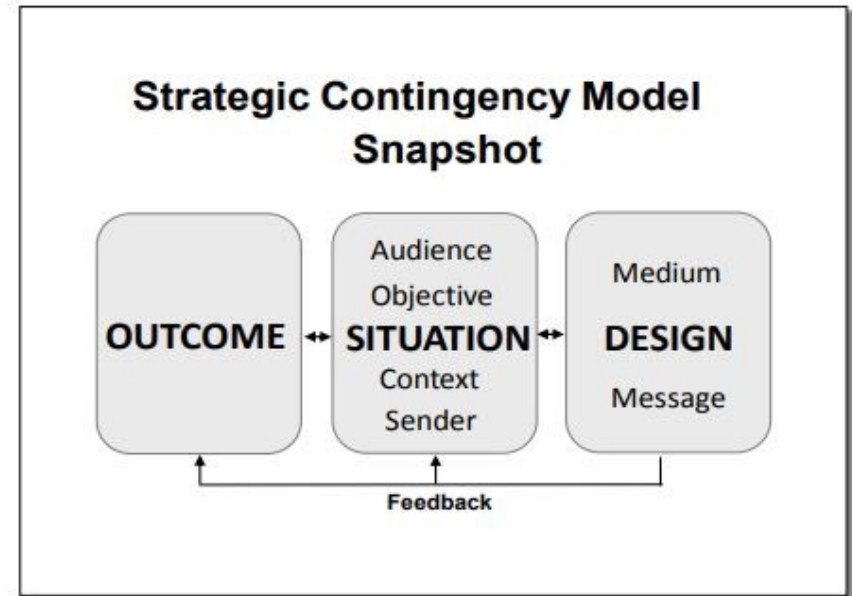 Strategic Contingency Model
Snapshot
OUTCOME
Audience
Objective
SITUATION
Context
Sender
Medium
DESIGN
Message
Feedback